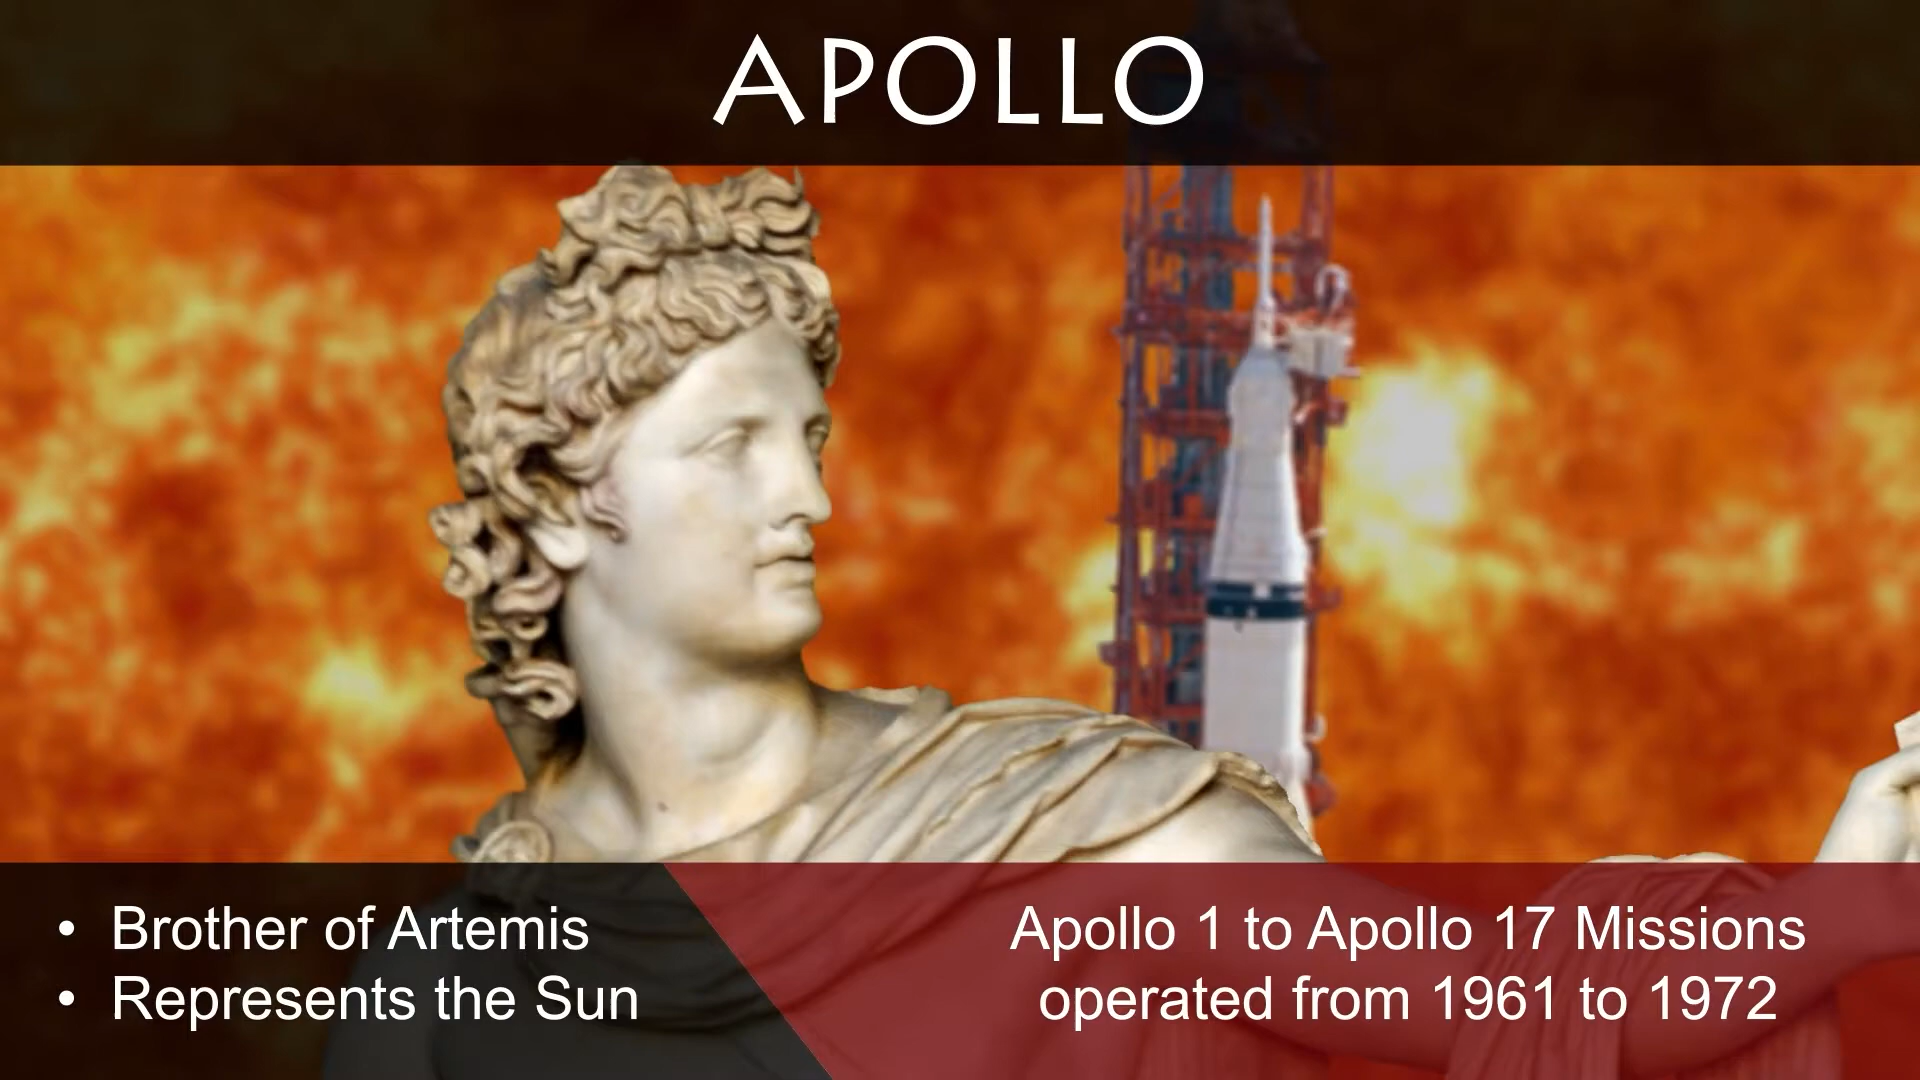 APOLLO
• Brother of Artemis
• Represents the Sun
Apollo 1 to Apollo 17 Missions
operated from 1961 to 1972